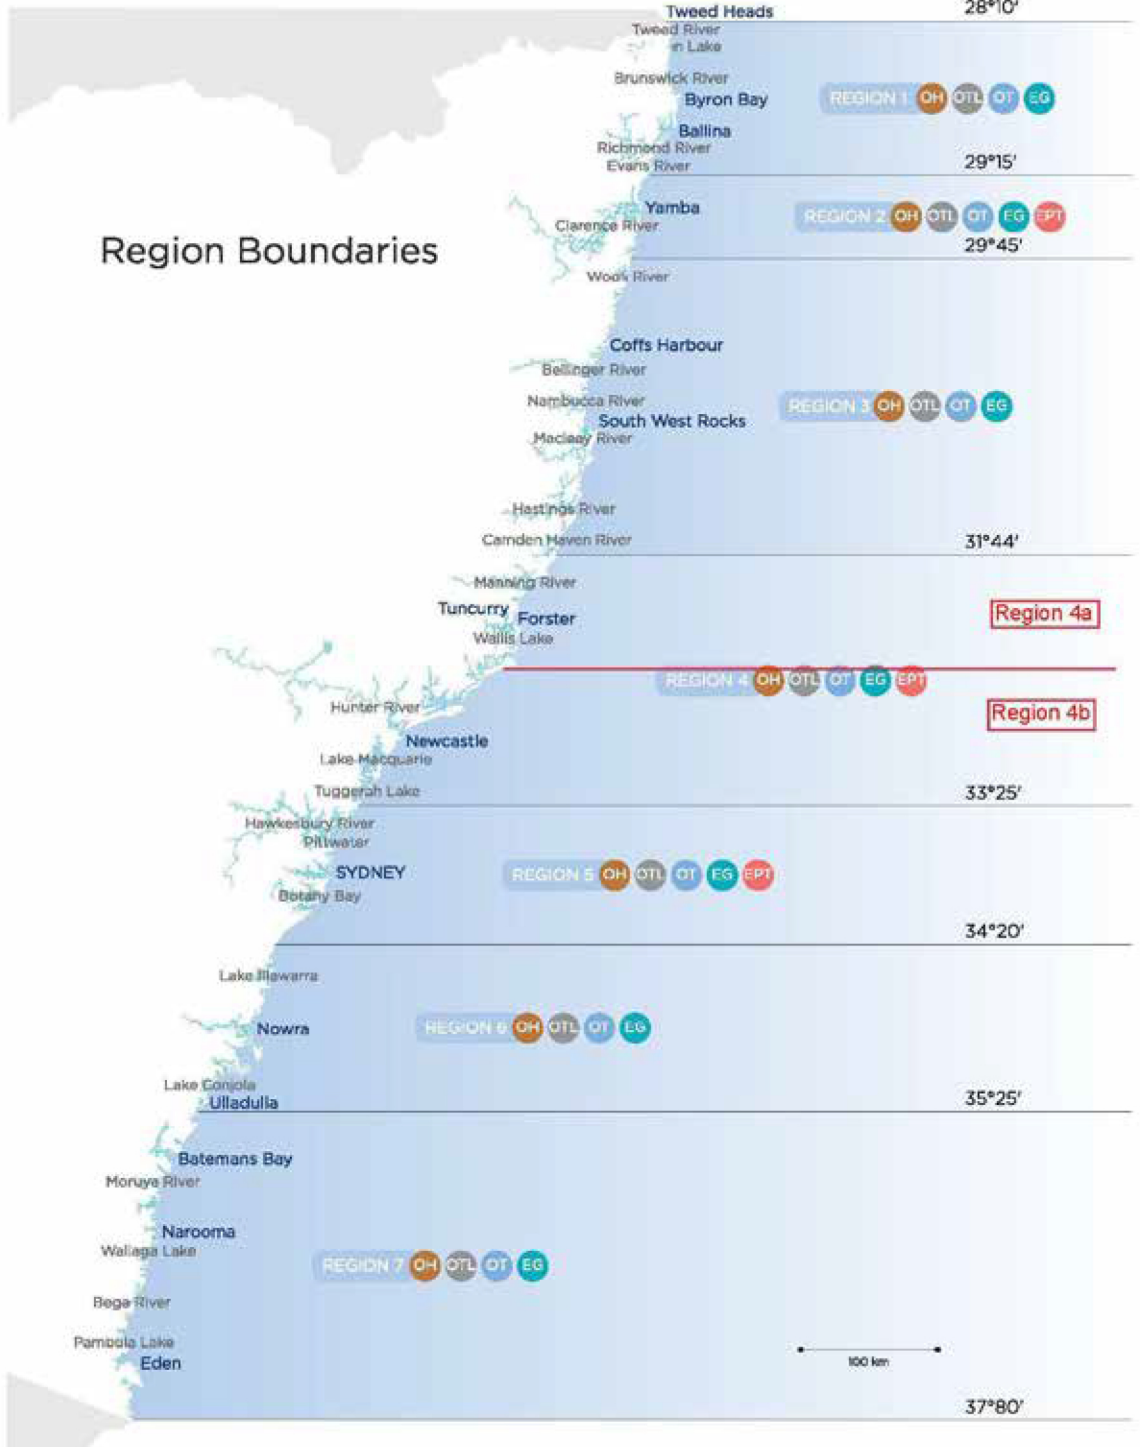 Tweed Heads
28°10'
Tweed River
n Lake
Brunswick River
Byron Bay
REGION 1 OH OTL OT EG
Ballina
Richmond River
Evans River
29°15'
Yamba
REGION 2 OH OTL OT EG EPT
Clarence River
29°45'
Region Boundaries
Wooli River
Coffs Harbour
Bellinger River
Nambucca River
REGION 3 OH OTL OT EG
South West Rocks
Macleay River
Hastings River
Camden Haven River
31°44'
Manning River
Tuncurry
Forster
Region 4a
Wallis Lake
REGION 4 OH OTL OT EG EPT
Hunter River
Region 4b
Newcastle
Lake Macquarie
Tuggerah Lake
33°25'
Hawkesbury River
Pittwater
SYDNEY
REGION 5 OH OTL OT EG EPT
Botany Bay
34°20'
Lake Illawarra
Nowra
REGION 6 OH OTL OT EG
Lake Conjola
Ulladulla
35°25'
Batemans Bay
Moruya River
Narooma
Wallaga Lake
REGION 7 OH OTL OT EG
Bega River
Pambula Lake
Eden
100 km
37°80'